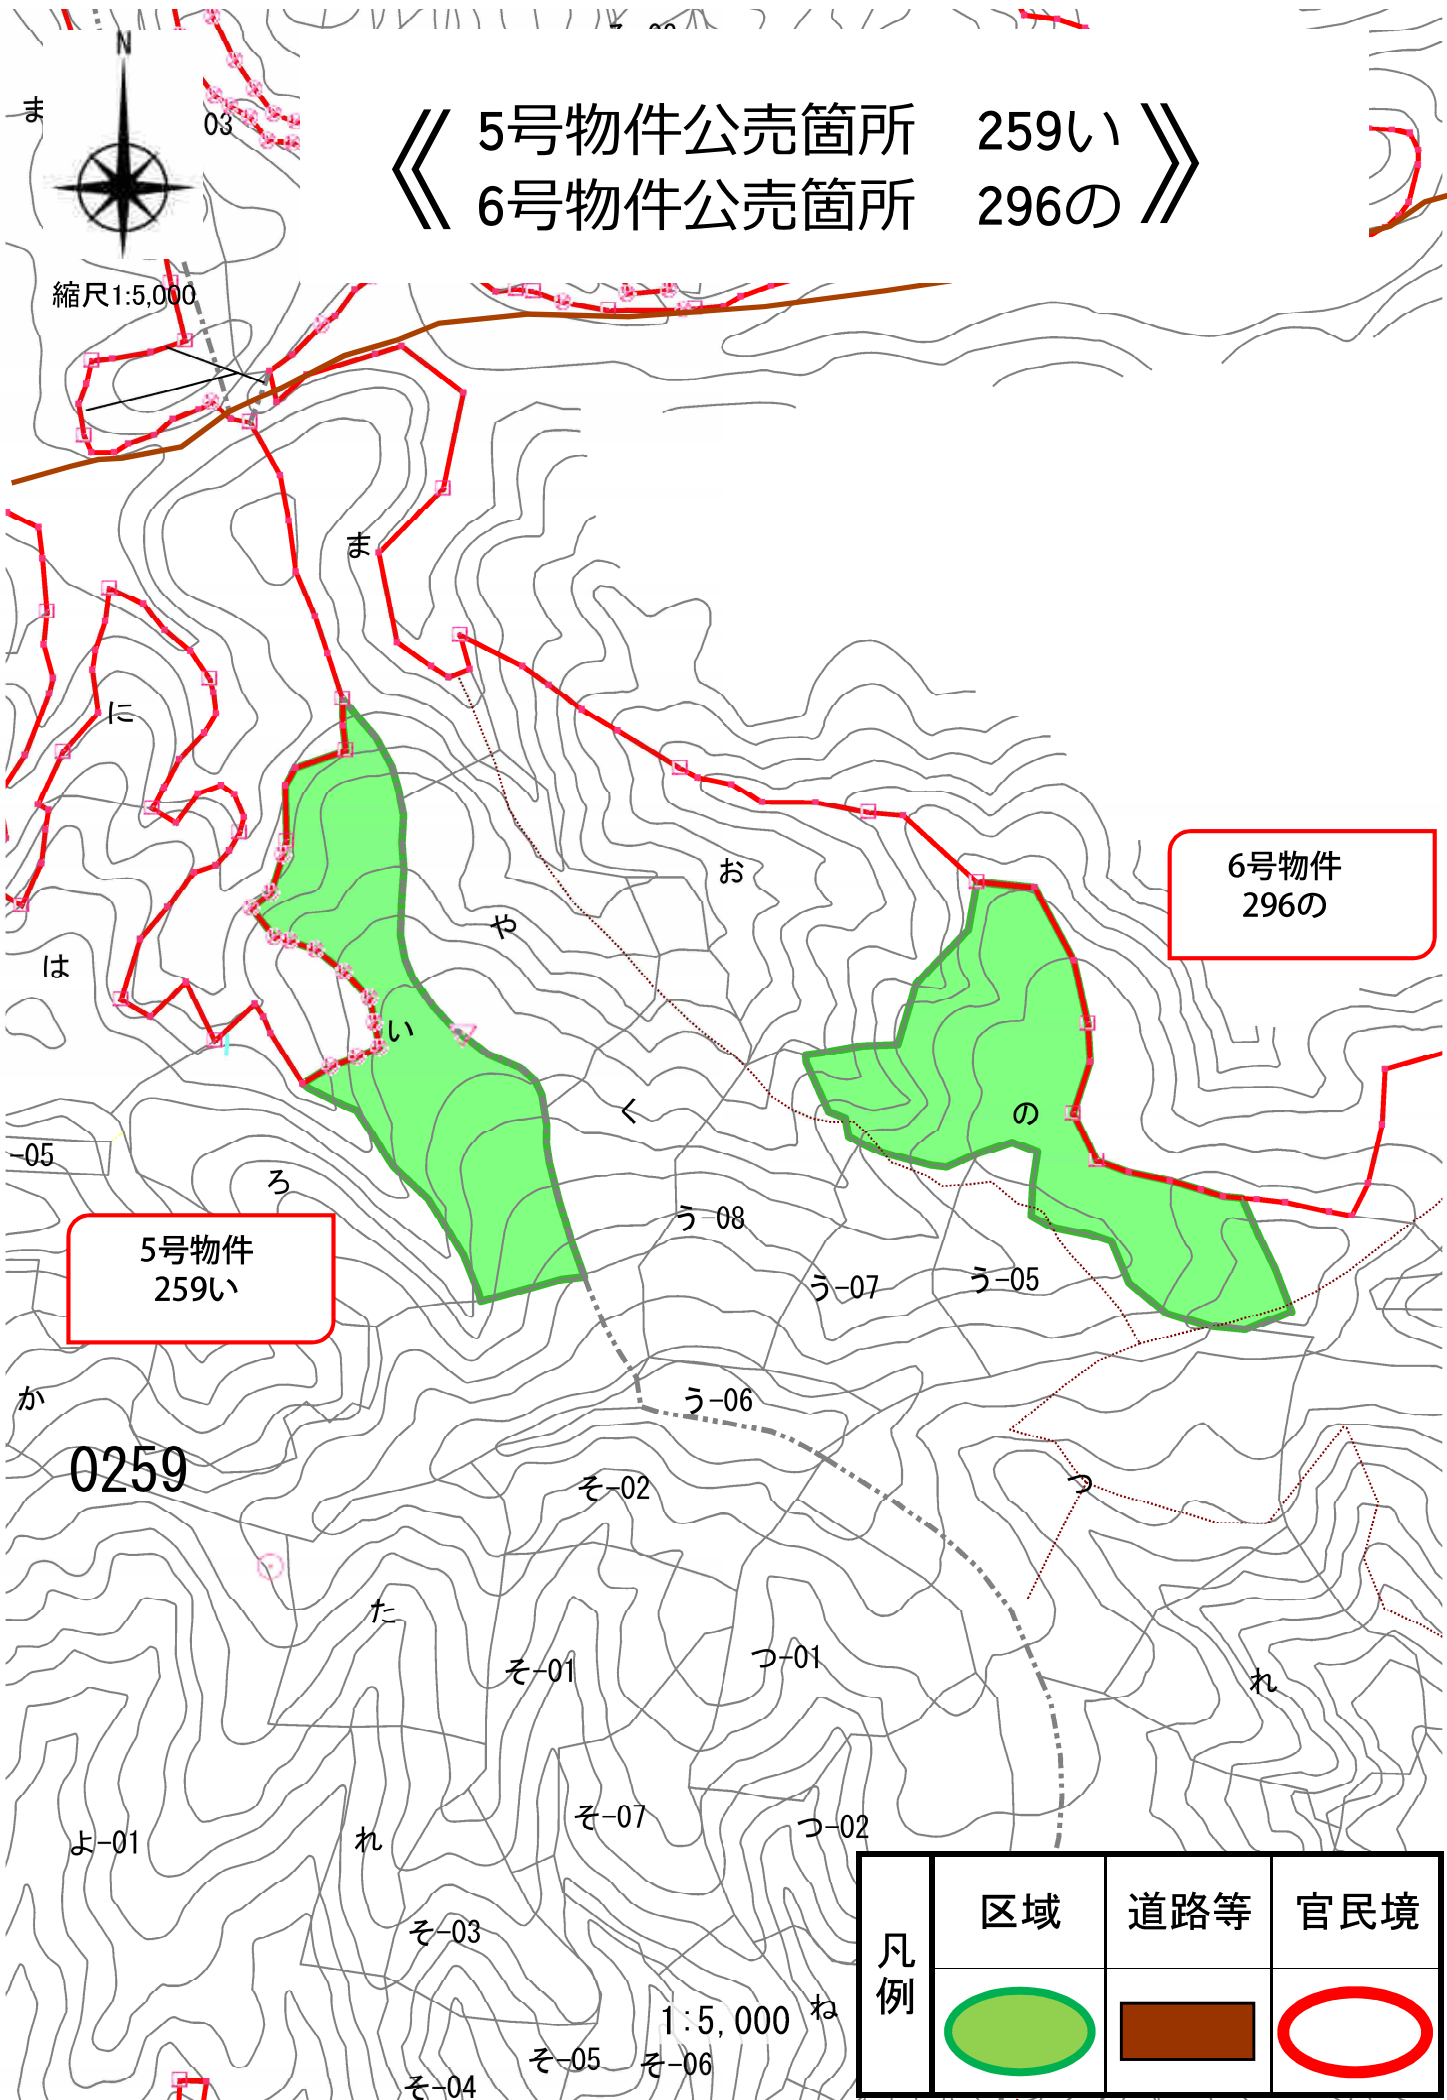 N
ま
03
《 5号物件公売箇所　259い
6号物件公売箇所　296の 》
縮尺1:5,000
ま
に
お
6号物件
296の
や
は
い
く
の
-05
ろ
う-08
5号物件
259い
う-07
う-05
か
う-06
0259
そ-02
つ
た
そ-01
つ-01
れ
そ-07
つ-02
よ-01
れ
そ-03
凡例
区域
道路等
官民境
1:5,000
ね
そ-05
そ-06
そ-04